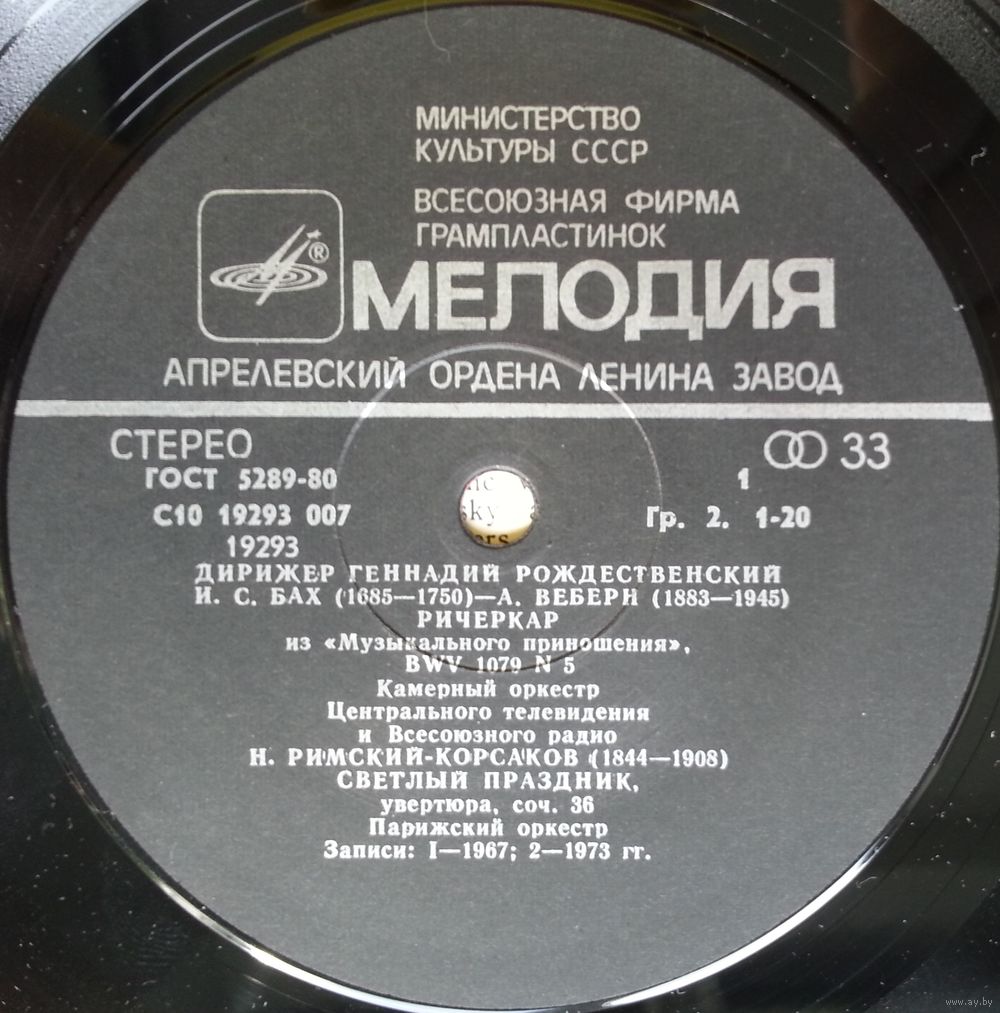 МИНИСТЕРСТВО
КУЛЬТУРЫ СССР
ВСЕСОЮЗНАЯ ФИРМА
ГРАМПЛАСТИНОК
®
МЕЛОДИЯ
АПРЕЛЕВСКИЙ ОРДЕНА ЛЕНИНА ЗАВОД
СТЕРЕО
33
ГОСТ 5289-80
1
С10 19293 007
Гр. 2. 1-20
19293
ДИРИЖЕР ГЕННАДИЙ РОЖДЕСТВЕНСКИЙ
И. С. БАХ (1685—1750)—А. ВЕБЕРН (1883—1945)
РИЧЕРКАР
из «Музыкального приношения»,
BWV 1079 N 5
Камерный оркестр
Центрального телевидения
и Всесоюзного радио
Н. РИМСКИЙ-КОРСАКОВ (1844—1908)
СВЕТЛЫЙ ПРАЗДНИК,
увертюра, соч. 36
Парижский оркестр
Записи: I—1967; 2—1973 гг.
www.ay.by